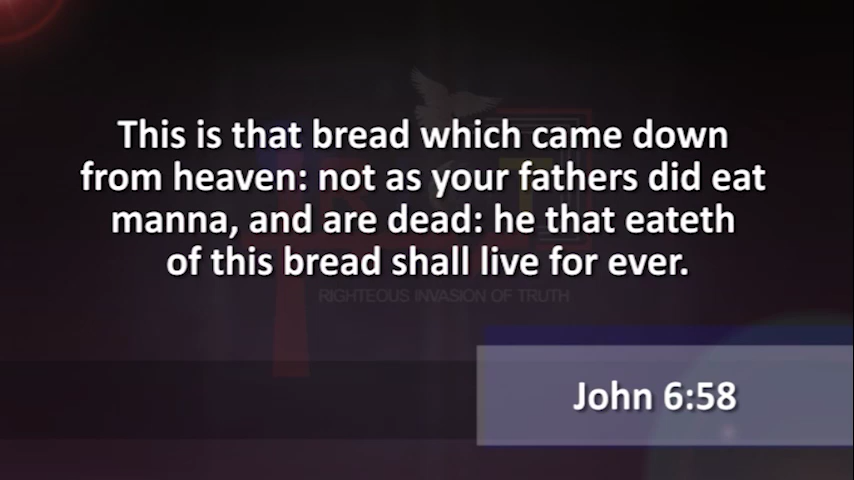 This is that bread which came down
from heaven: not as your fathers did eat
manna, and are dead: he that eateth
of this bread shall live for ever.
RIGHTEOUS INVASION OF TRUTH
John 6:58